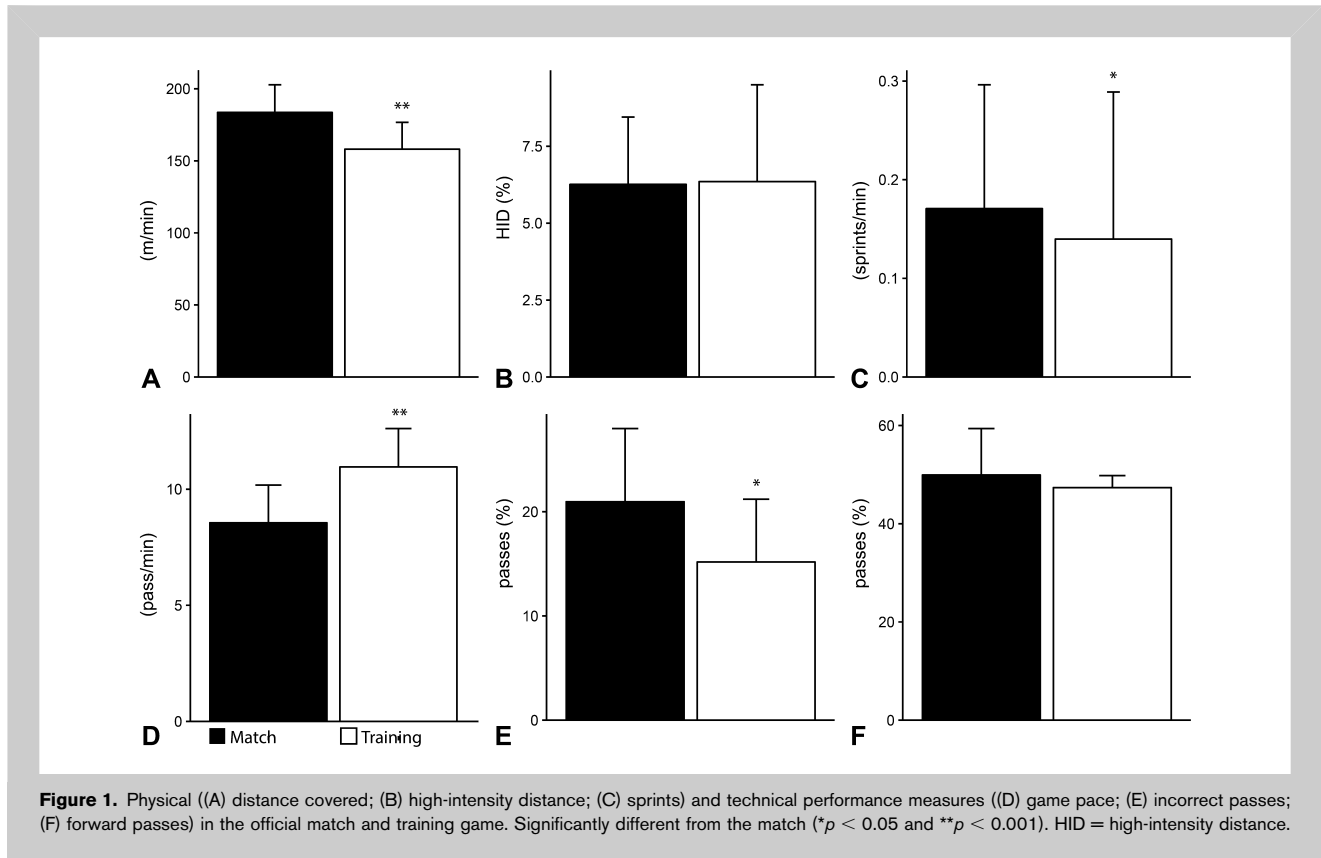 200
150
100
50
0
(m/min)
**
A
7.5
5.0
2.5
0.0
HID (%)
B
0.3
0.2
0.1
0.0
(sprints/min)
*
C
10
5
0
(pass/min)
**
D
Match
Training
20
10
0
passes (%)
*
E
60
40
20
0
passes (%)
F
Figure 1. Physical ((A) distance covered; (B) high-intensity distance; (C) sprints) and technical performance measures ((D) game pace; (E) incorrect passes;
(F) forward passes) in the official match and training game. Significantly different from the match (*p < 0.05 and **p < 0.001). HID = high-intensity distance.